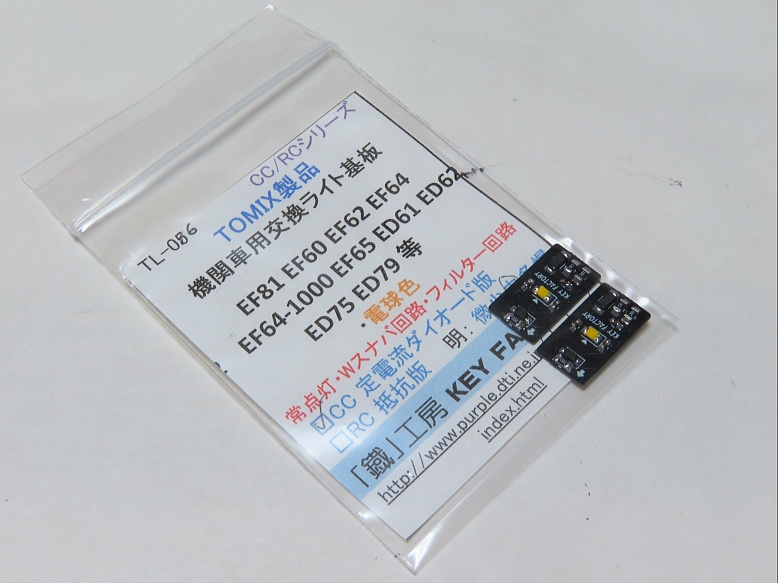 CC/RCシリーズ
TL-086
TOMIX製品
機関車用交換ライト基板
EF81 EF60 EF62 EF64
EF64-1000 EF65 ED61 ED62
ED75 ED79 等
・電球色
常点灯・Wスナバ回路・フィルター回路
☑CC 定電流ダイオード版
□RC 抵抗版
明: 微
「鐵」工房 KEY FA
http://www.purple.dti.ne.j
index.html
KEY FACTORY
KEY FACTORY